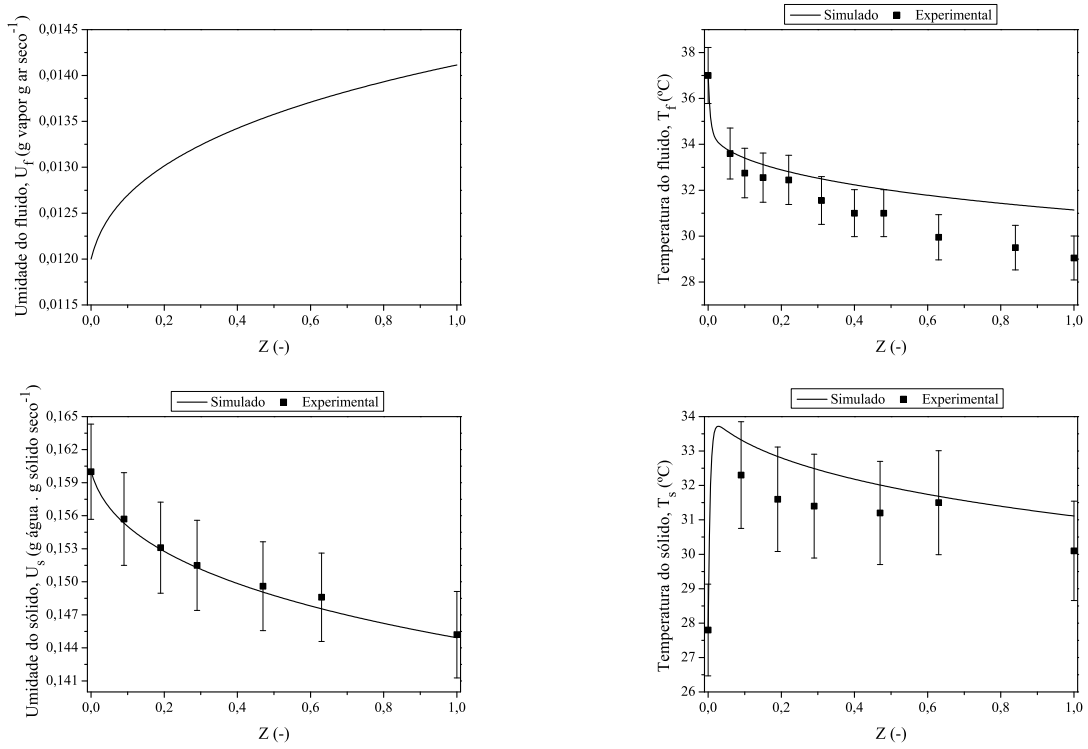 0,0145
0,0140
0,0135
0,0130
0,0125
0,0120
0,0115
Umidade do fluido, U_f (g vapor g ar seco^-1)
0,0 0,2 0,4 0,6 0,8 1,0
Z (-)
Simulado Experimental
38
36
34
32
30
28
Temperatura do fluido, T_f (ºC)
0,0 0,2 0,4 0,6 0,8 1,0
Z (-)
Simulado Experimental
0,165
0,162
0,159
0,156
0,153
0,150
0,147
0,144
0,141
Umidade do sólido, U_s (g água . g sólido seco^-1)
0,0 0,2 0,4 0,6 0,8 1,0
Z (-)
Simulado Experimental
34
33
32
31
30
29
28
27
26
Temperatura do sólido, T_s (ºC)
0,0 0,2 0,4 0,6 0,8 1,0
Z (-)